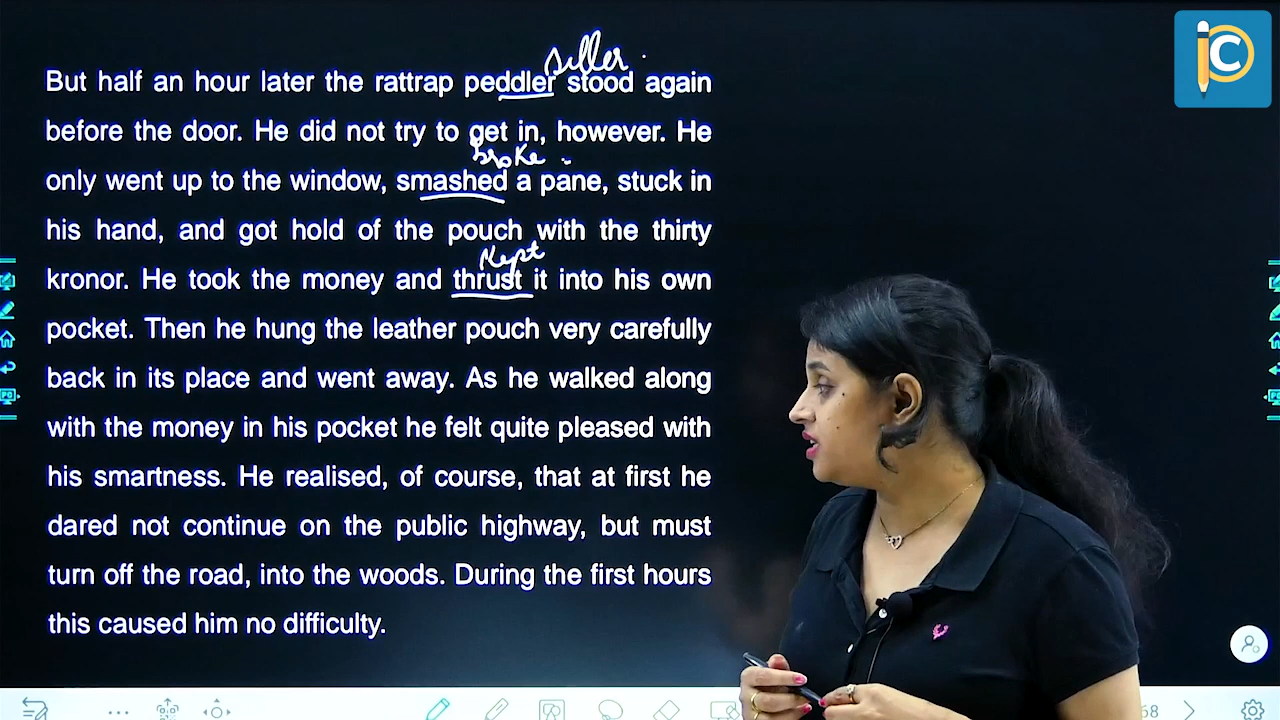 seller
But half an hour later the rattrap peddler stood again
before the door. He did not try to get in, however. He
broke
only went up to the window, smashed a pane, stuck in
his hand, and got hold of the pouch with the thirty
kept
kronor. He took the money and thrust it into his own
pocket. Then he hung the leather pouch very carefully
back in its place and went away. As he walked along
with the money in his pocket he felt quite pleased with
his smartness. He realised, of course, that at first he
dared not continue on the public highway, but must
turn off the road, into the woods. During the first hours
this caused him no difficulty.